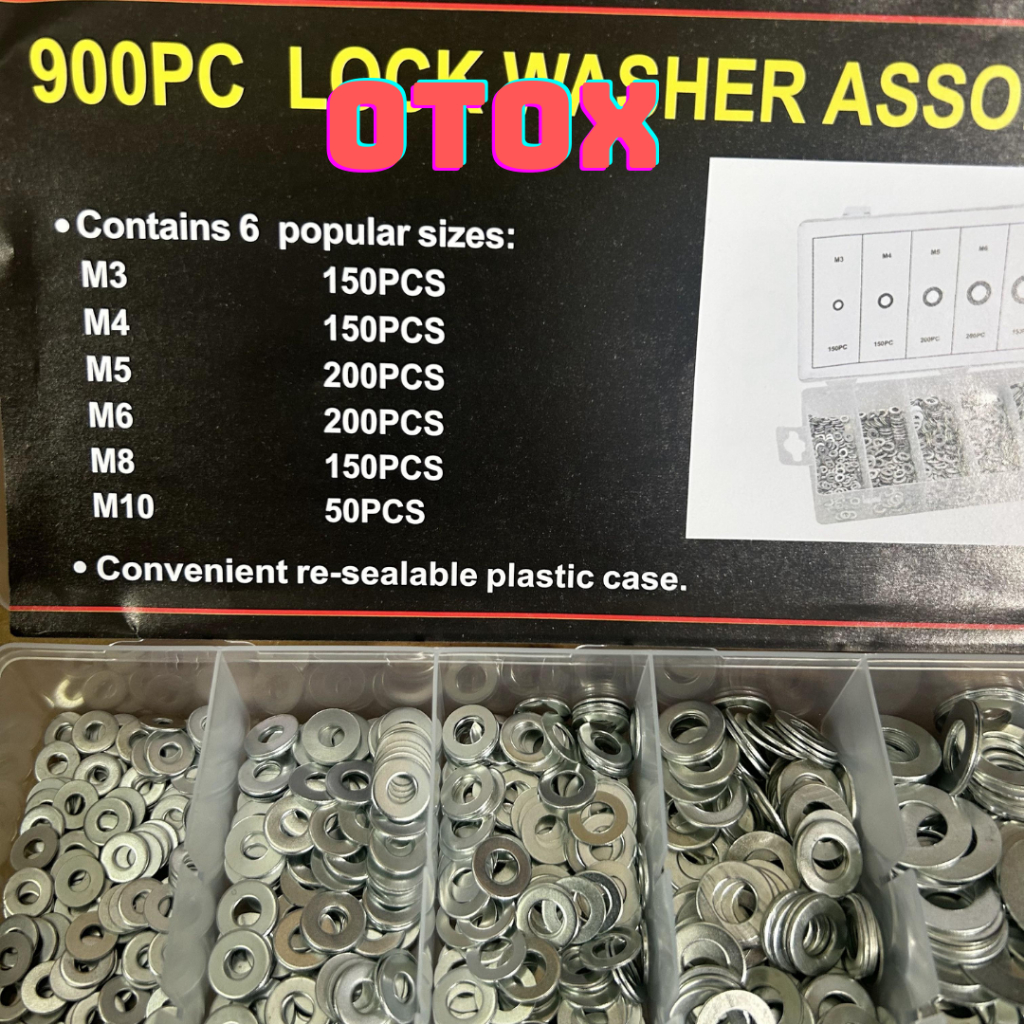 900PC LOCK WASHER ASSO
OTOX
• Contains 6 popular sizes:
M3 150PCS
M4 150PCS
M5 200PCS
M6 200PCS
M8 150PCS
M10 50PCS
• Convenient re-sealable plastic case.
M3 M4 M5 M6
150PC 150PC 200PC 200PC